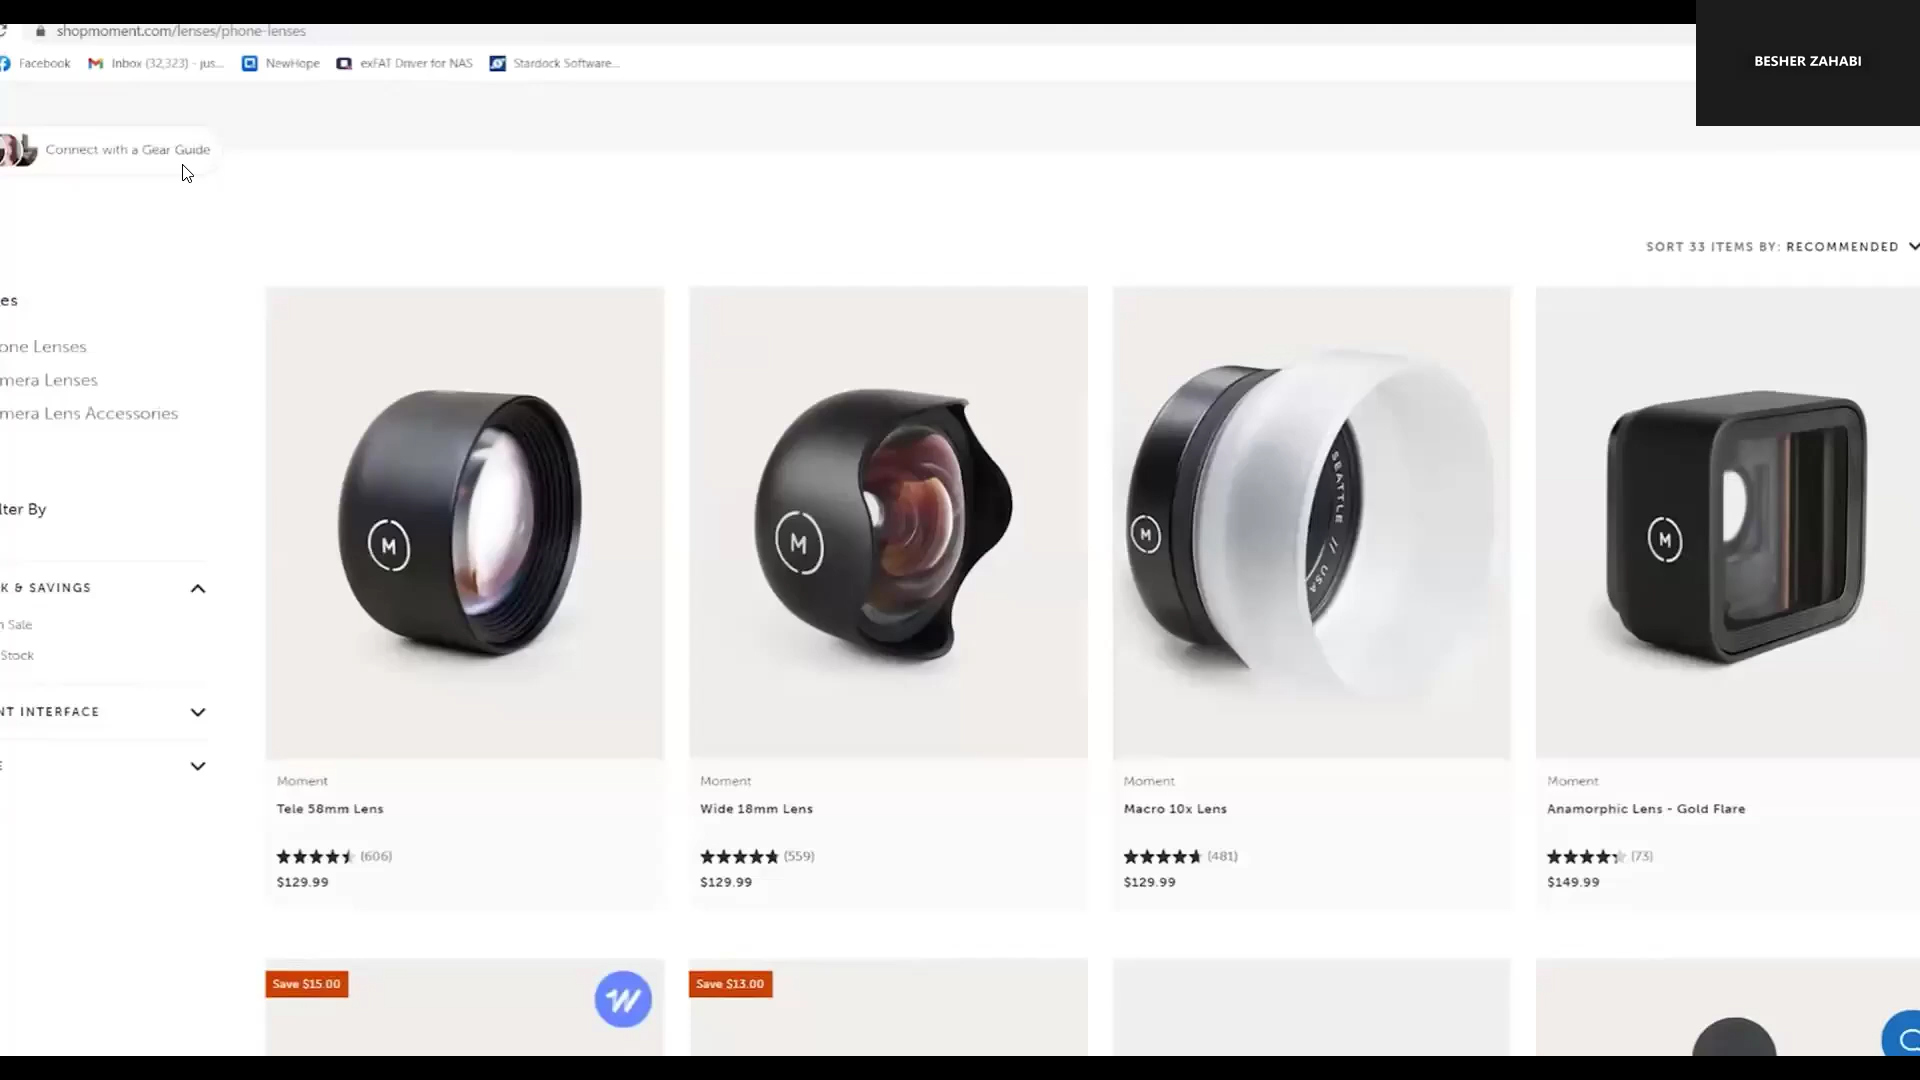 shopmoment.com/lenses/phone-lenses
BESHER ZAHABI
Facebook
Inbox (32,323) - jus...
NewHope
exFAT Driver for NAS
Stardock Software...
Connect with a Gear Guide
SORT 33 ITEMS BY: RECOMMENDED
es
one Lenses
mera Lenses
mera Lens Accessories
lter By
K & SAVINGS
n Sale
Stock
NT INTERFACE
E
M
M
M
SEATTLE // USA
M
Moment
Tele 58mm Lens
(606)
$129.99
Moment
Wide 18mm Lens
(559)
$129.99
Moment
Macro 10x Lens
(481)
$129.99
Moment
Anamorphic Lens - Gold Flare
(73)
$149.99
Save $15.00
W
Save $13.00